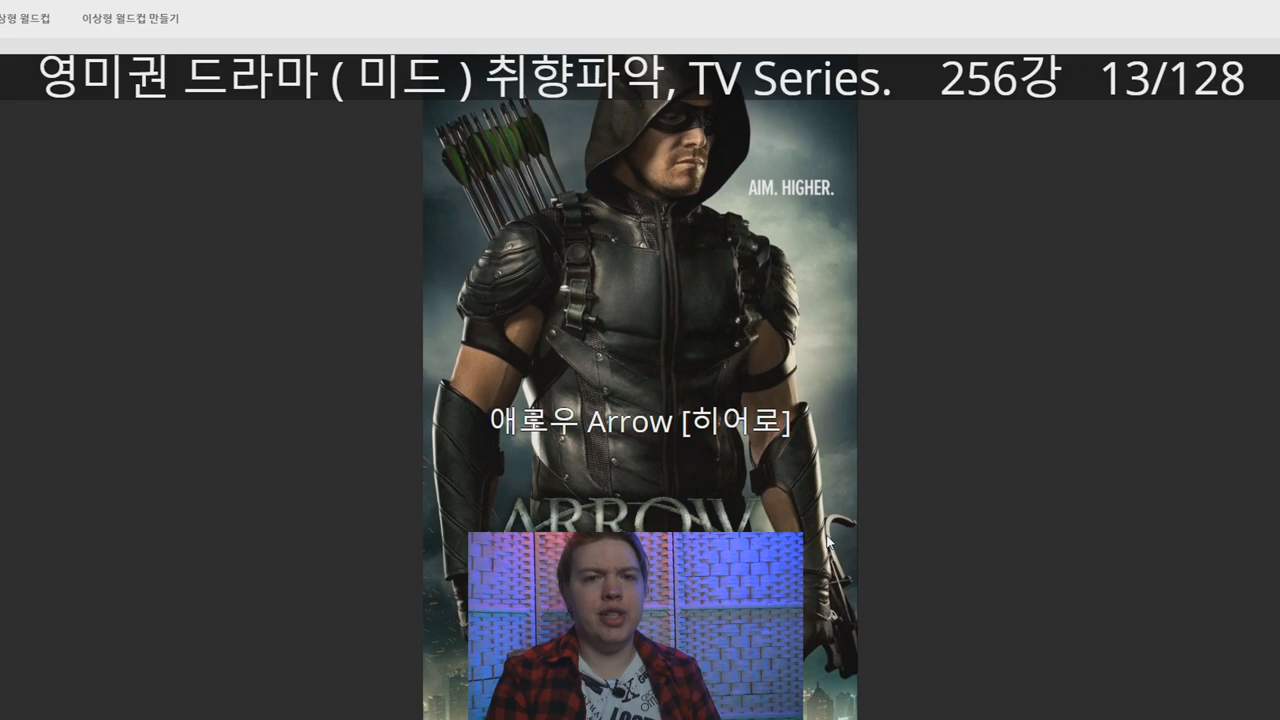 상형 월드컵 이상형 월드컵 만들기
영미권 드라마 ( 미드 ) 취향파악, TV Series. 256강 13/128
AIM. HIGHER.
애로우 Arrow [히어로]
ARROW